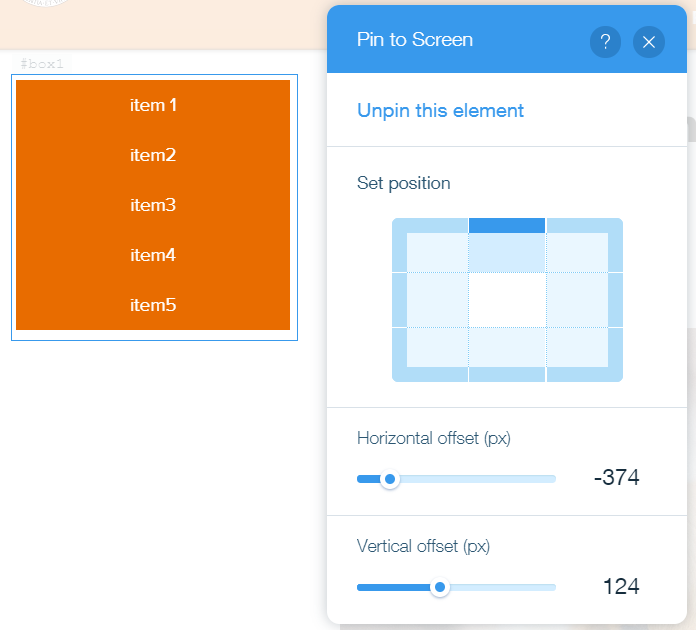 #box1
item 1
item2
item3
item4
item5
Pin to Screen
?
Unpin this element
Set position
Horizontal offset (px)
-374
Vertical offset (px)
124